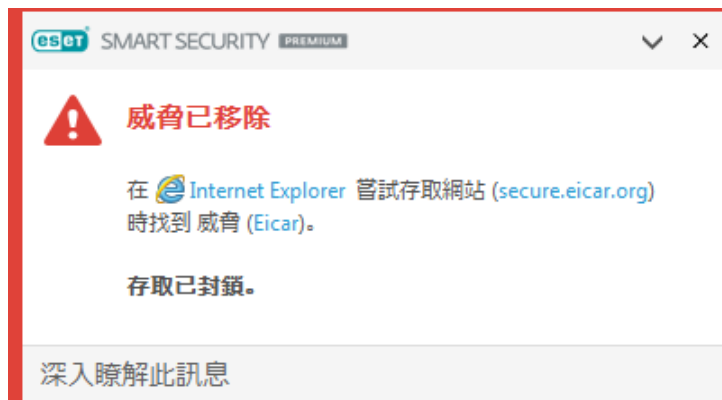 eset SMART SECURITY PREMIUM
威脅已移除
在 Internet Explorer 嘗試存取網站 (secure.eicar.org)
時找到 威脅 (Eicar)。
存取已封鎖。
深入瞭解此訊息